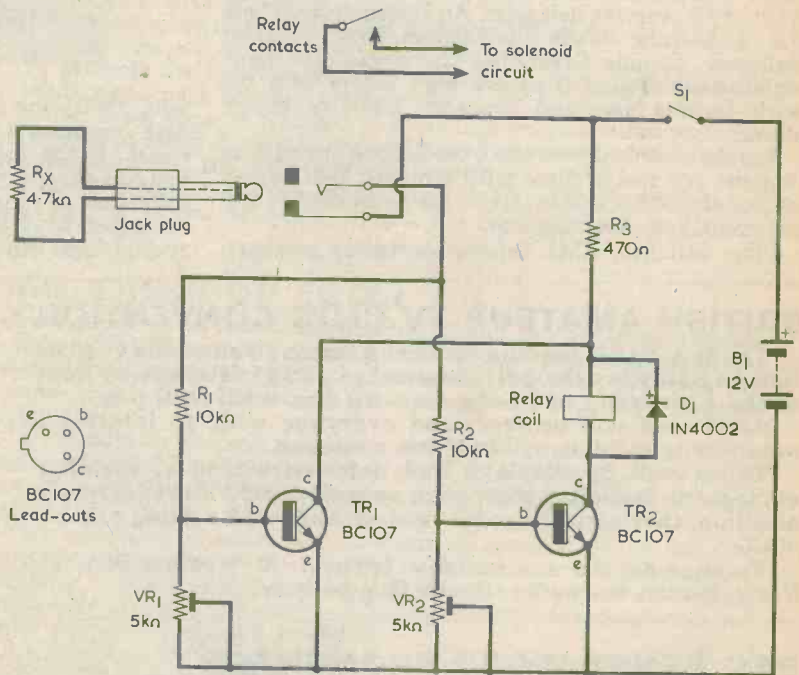 Relay
contacts
To solenoid
circuit
S1
RX
4·7kΩ
Jack plug
R3
470Ω
+
B1
12V
R1
10kΩ
R2
10kΩ
Relay
coil
+
D1
1N4002
e b
c
BC107
Lead-outs
b c e
TR1
BC107
b c e
TR2
BC107
VR1
5kΩ
VR2
5kΩ